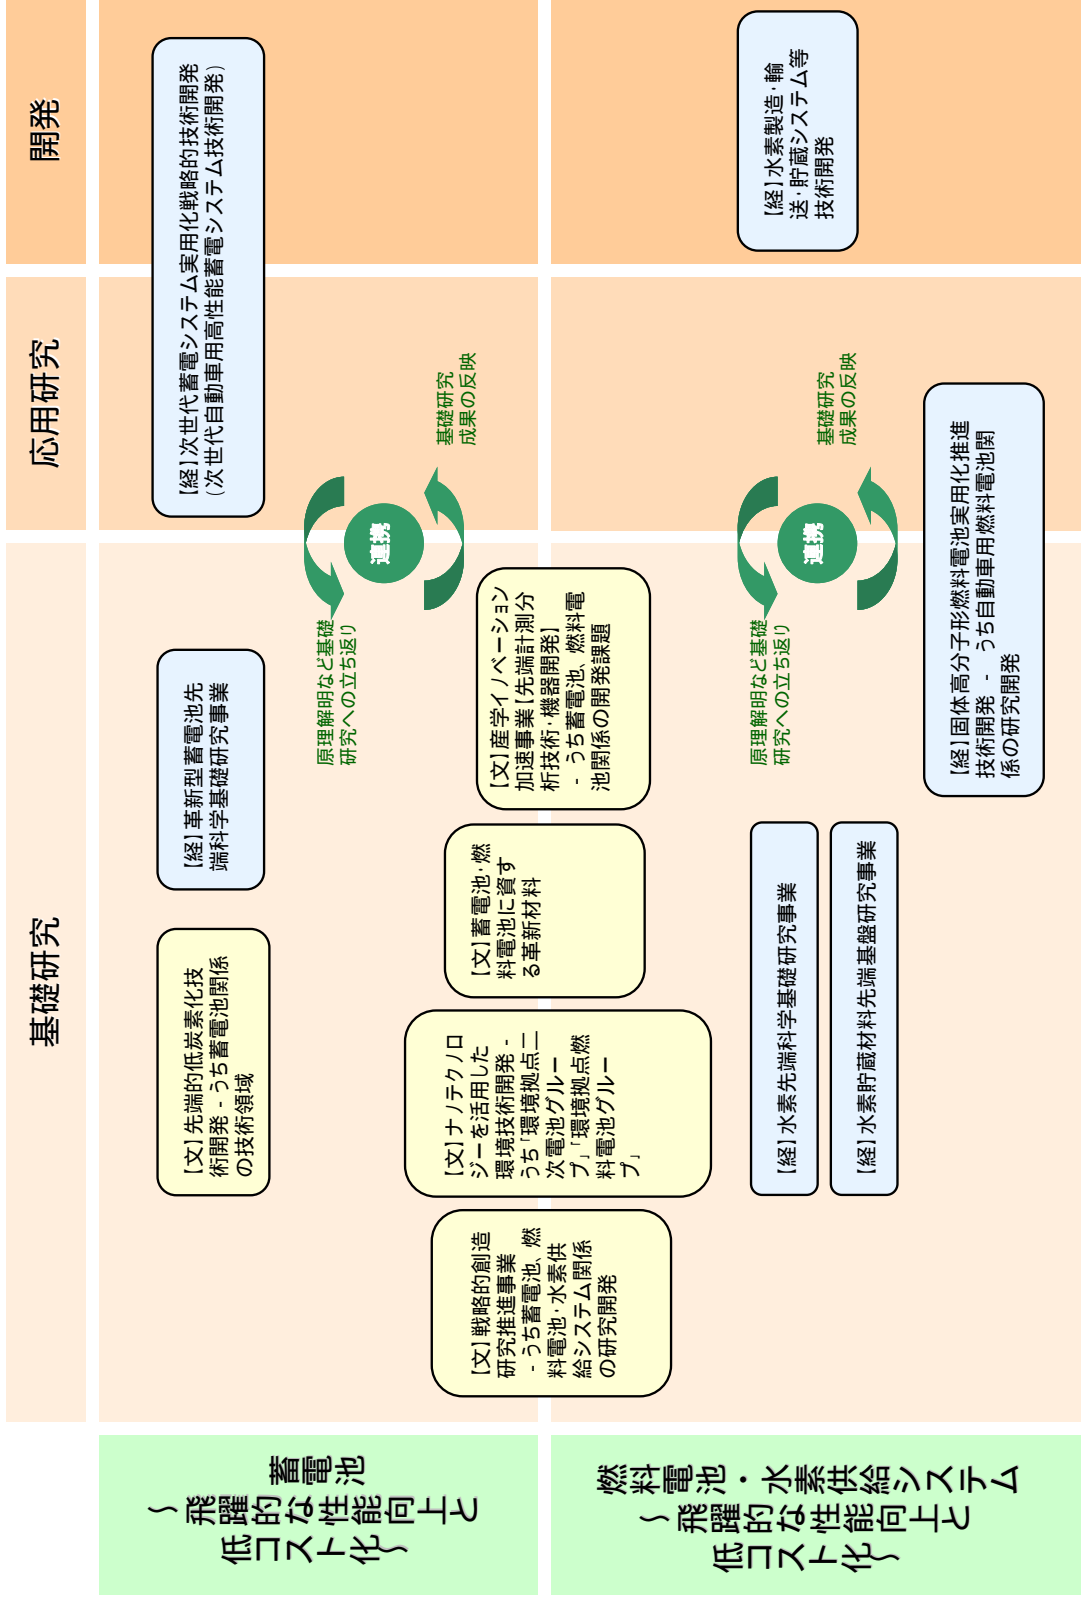 基礎研究
応用研究
開発
蓄電池
～飛躍的な性能向上と
低コスト化～
燃料電池・水素供給システム
～飛躍的な性能向上と
低コスト化～
【文】先端的低炭素化技
術開発 - うち蓄電池関係
の技術領域
【経】革新型蓄電池先
端科学基礎研究事業
【経】次世代蓄電システム実用化戦略的技術開発
（次世代自動車用高性能蓄電システム技術開発）
原理解明など基礎
研究への立ち返り
連携
基礎研究
成果の反映
【文】戦略的創造
研究推進事業
- うち蓄電池、燃
料電池・水素供
給システム関係
の研究開発
【文】ナノテクノロ
ジーを活用した
環境技術開発 -
うち「環境拠点二
次電池グルー
プ」「環境拠点燃
料電池グルー
プ」
【文】蓄電池・燃
料電池に資す
る革新材料
【文】産学イノベーション
加速事業【先端計測分
析技術・機器開発】
- うち蓄電池、燃料電
池関係の開発課題
原理解明など基礎
研究への立ち返り
連携
基礎研究
成果の反映
【経】水素製造・輸
送・貯蔵システム等
技術開発
【経】水素先端科学基礎研究事業
【経】水素貯蔵材料先端基盤研究事業
【経】固体高分子形燃料電池実用化推進
技術開発 - うち自動車用燃料電池関
係の研究開発